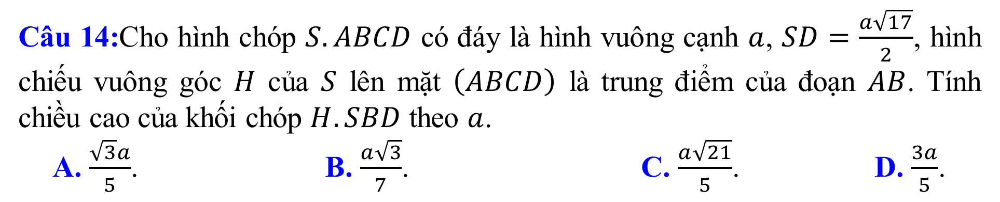 Câu 14:Cho hình chóp S.ABCD có đáy là hình vuông cạnh a, SD = \frac{a\sqrt{17}}{2}, hình
chiếu vuông góc H của S lên mặt (ABCD) là trung điểm của đoạn AB. Tính
chiều cao của khối chóp H.SBD theo a.
A. \frac{\sqrt{3}a}{5}. B. \frac{a\sqrt{3}}{7}. C. \frac{a\sqrt{21}}{5}. D. \frac{3a}{5}.